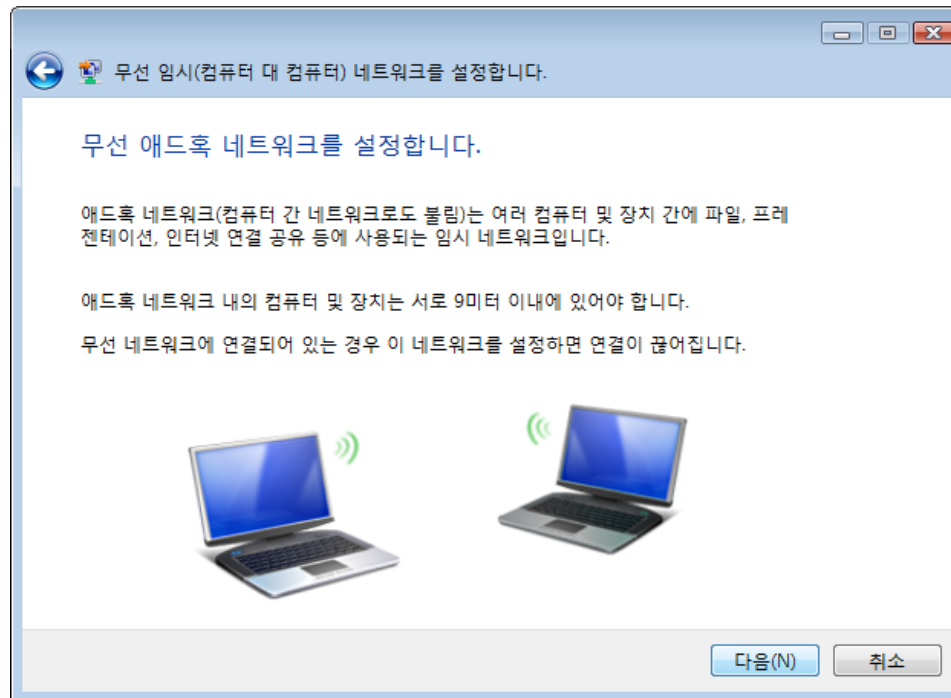 무선 임시(컴퓨터 대 컴퓨터) 네트워크를 설정합니다.
무선 애드혹 네트워크를 설정합니다.
애드혹 네트워크(컴퓨터 간 네트워크로도 불림)는 여러 컴퓨터 및 장치 간에 파일, 프레
젠테이션, 인터넷 연결 공유 등에 사용되는 임시 네트워크입니다.
애드혹 네트워크 내의 컴퓨터 및 장치는 서로 9미터 이내에 있어야 합니다.
무선 네트워크에 연결되어 있는 경우 이 네트워크를 설정하면 연결이 끊어집니다.
다음(N) 취소